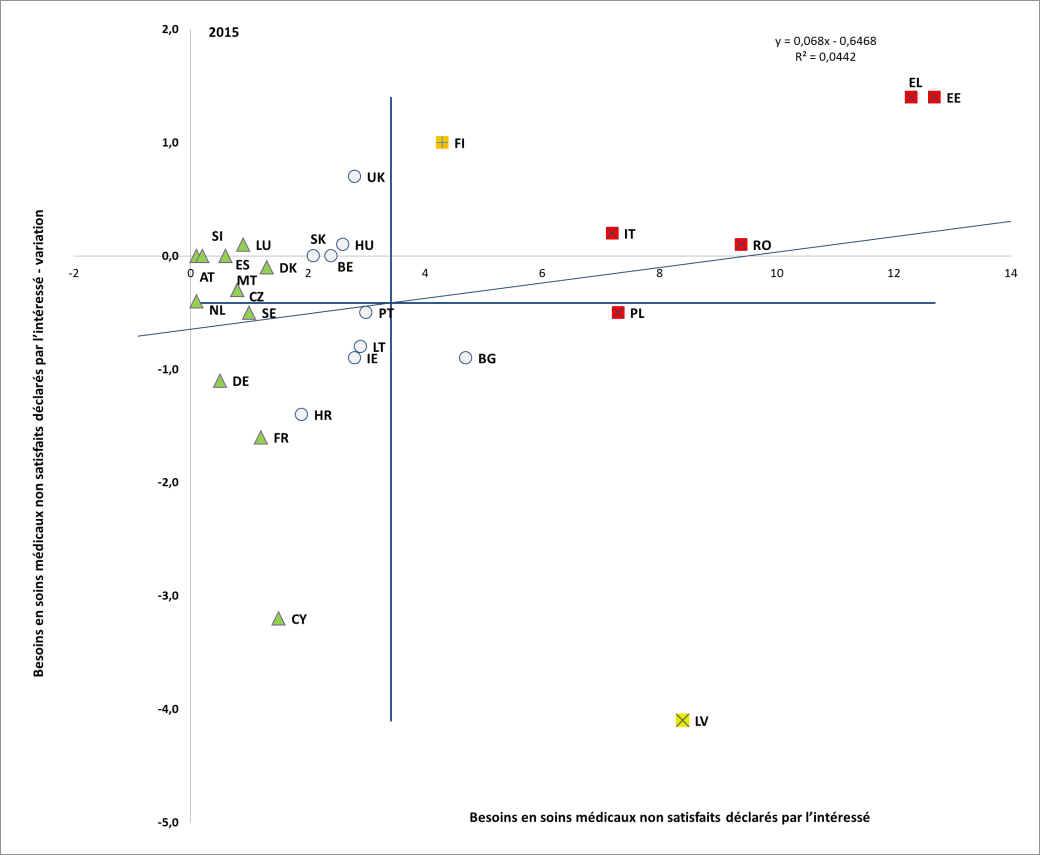 2,0
2015
y = 0,068x - 0,6468
R² = 0,0442
EL
EE
1,0
FI
UK
SI
LU
SK
HU
IT
RO
0,0
ES
DK
BE
-2
0
2
4
6
8
10
12
14
AT
MT
CZ
NL
SE
PT
PL
LT
IE
BG
-1,0
DE
HR
FR
-2,0
-3,0
CY
-4,0
LV
-5,0
Besoins en soins médicaux non satisfaits déclarés par l’intéressé - variation
Besoins en soins médicaux non satisfaits déclarés par l’intéressé